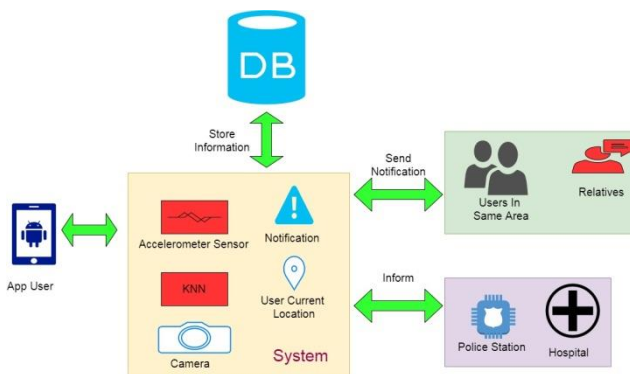 DB
Store
Information
Send
Notification
Users In
Same Area
Relatives
App User
Accelerometer Sensor
Notification
KNN
User Current
Location
Camera
System
Inform
Police Station
Hospital